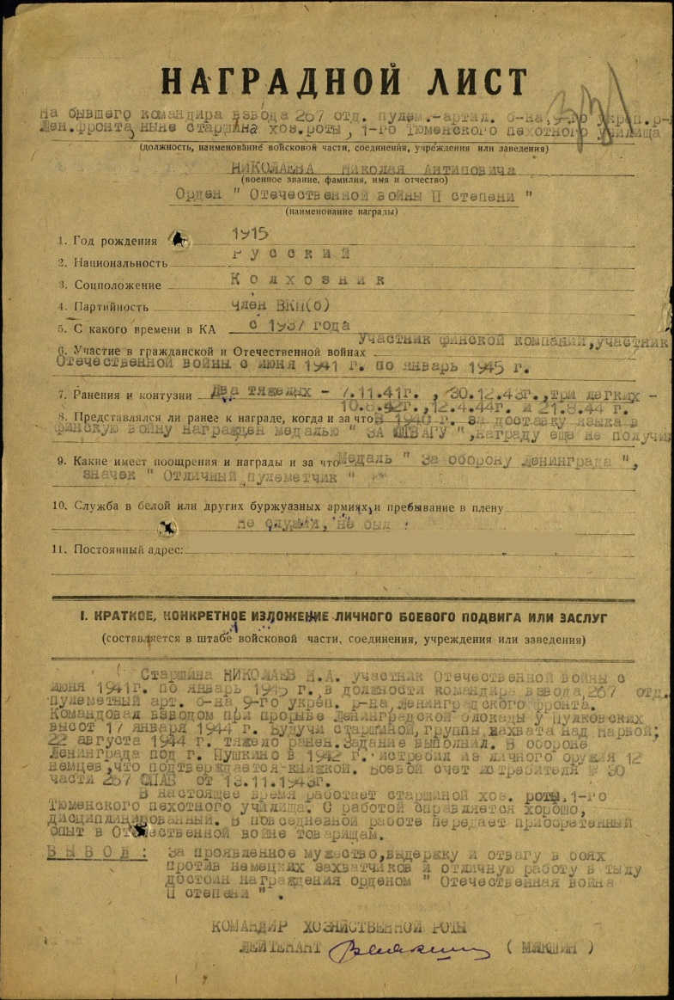 НАГРАДНОЙ ЛИСТ
На бывшего командира взвода 267 отд. пулем.-артил. б-на, 9-го укреп.р-
Лен.фронта, ныне старшина хоз.роты, 1-го Тюменского пехотного училища
(должность, наименование войсковой части, соединения, учреждения или заведения)
НИКОЛАЕВА Николая Антиповича
(военное звание, фамилия, имя и отчество)
Орден " Отечественной войны II степени "
(наименование награды)
1. Год рождения 1915
2. Национальность Русский
3. Соцположение Колхозник
4. Партийность член ВКП(б)
5. С какого времени в КА с 1937 года
Участник финской компании, участник
6. Участие в гражданской и Отечественной войнах
Отечественной войны с июня 1941 г. по январь 1945 г.
7. Ранения и контузии Два тяжелых - 7.11.41г., 30.12.43г., три легких -
10.8.42г., 12.4.44г. и 21.8.44 г.
8. Представлялся ли ранее к награде, когда и за что В 1940 г. за доставку языка в
финскую войну награжден медалью " ЗА ОТВАГУ ", награду еще не получил
9. Какие имеет поощрения и награды и за что Медаль " За оборону Ленинграда ",
значек " Отличный пулеметчик "
10. Служба в белой или других буржуазных армиях и пребывание в плену
не служил, не был
11. Постоянный адрес:
I. КРАТКОЕ, КОНКРЕТНОЕ ИЗЛОЖЕНИЕ ЛИЧНОГО БОЕВОГО ПОДВИГА ИЛИ ЗАСЛУГ
(составляется в штабе войсковой части, соединения, учреждения или заведения)
Старшина НИКОЛАЕВ Н.А. участник Отечественной войны с
июня 1941г. по январь 1945 г. в должности командира взвода 267 отд.
пулеметный арт. б-на 9-го укреп. р-на Ленинградского фронта.
Командовал взводом при прорыве Ленинградской блокады у Пулковских
высот 17 января 1944 г. Будучи старшиной, группы захвата над Нарвой;
22 августа 1944 г. тяжело ранен. Задание выполнил. В обороне
Ленинграда под г. Пушкино в 1942 г. истребил из личного оружия 12
немцев, что подтверждается книжкой. Боевой счет истребителя № 30
части 267 ОПАБ от 13.11.1943г.
В настоящее время работает старшиной хоз. роты, 1-го
Тюменского пехотного училища. С работой справляется хорошо,
дисциплинированный. В повседневной работе передает приобретенный
опыт в Отечественной войне товарищам.
ВЫВОД: За проявленное мужество, выдержку и отвагу в боях
против немецких захватчиков и отличную работу в тылу
достоин награждения орденом " Отечественная война
II степени ".
КОМАНДИР ХОЗЯЙСТВЕННОЙ РОТЫ
ЛЕЙТЕНАНТ ( МЯКШИН )